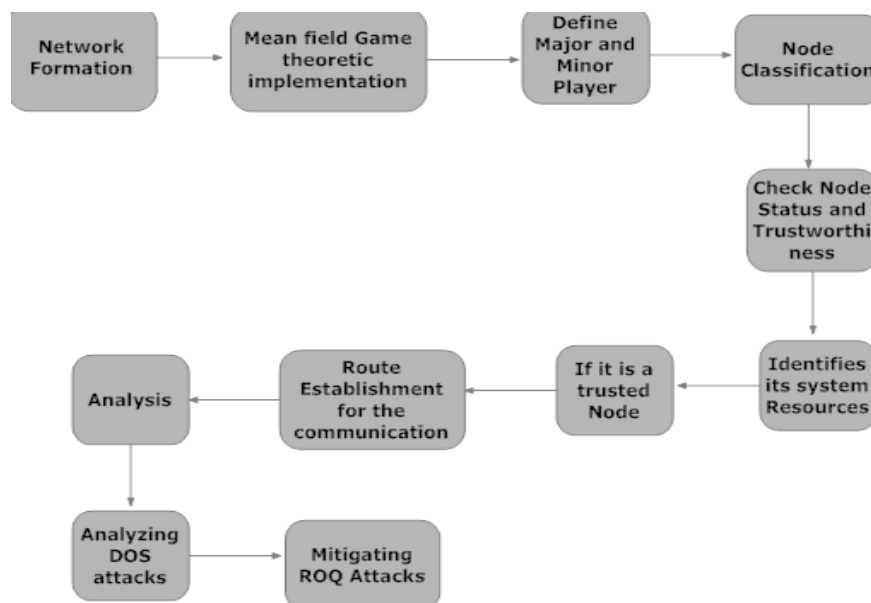 Network
Formation
Mean field Game
theoretic
implementation
Define
Major and
Minor
Player
Node
Classification
Check Node
Status and
Trustworthi
ness
Identifies
its system
Resources
If it is a
trusted
Node
Route
Establishment
for the
communication
Analysis
Analyzing
DOS
attacks
Mitigating
ROQ Attacks